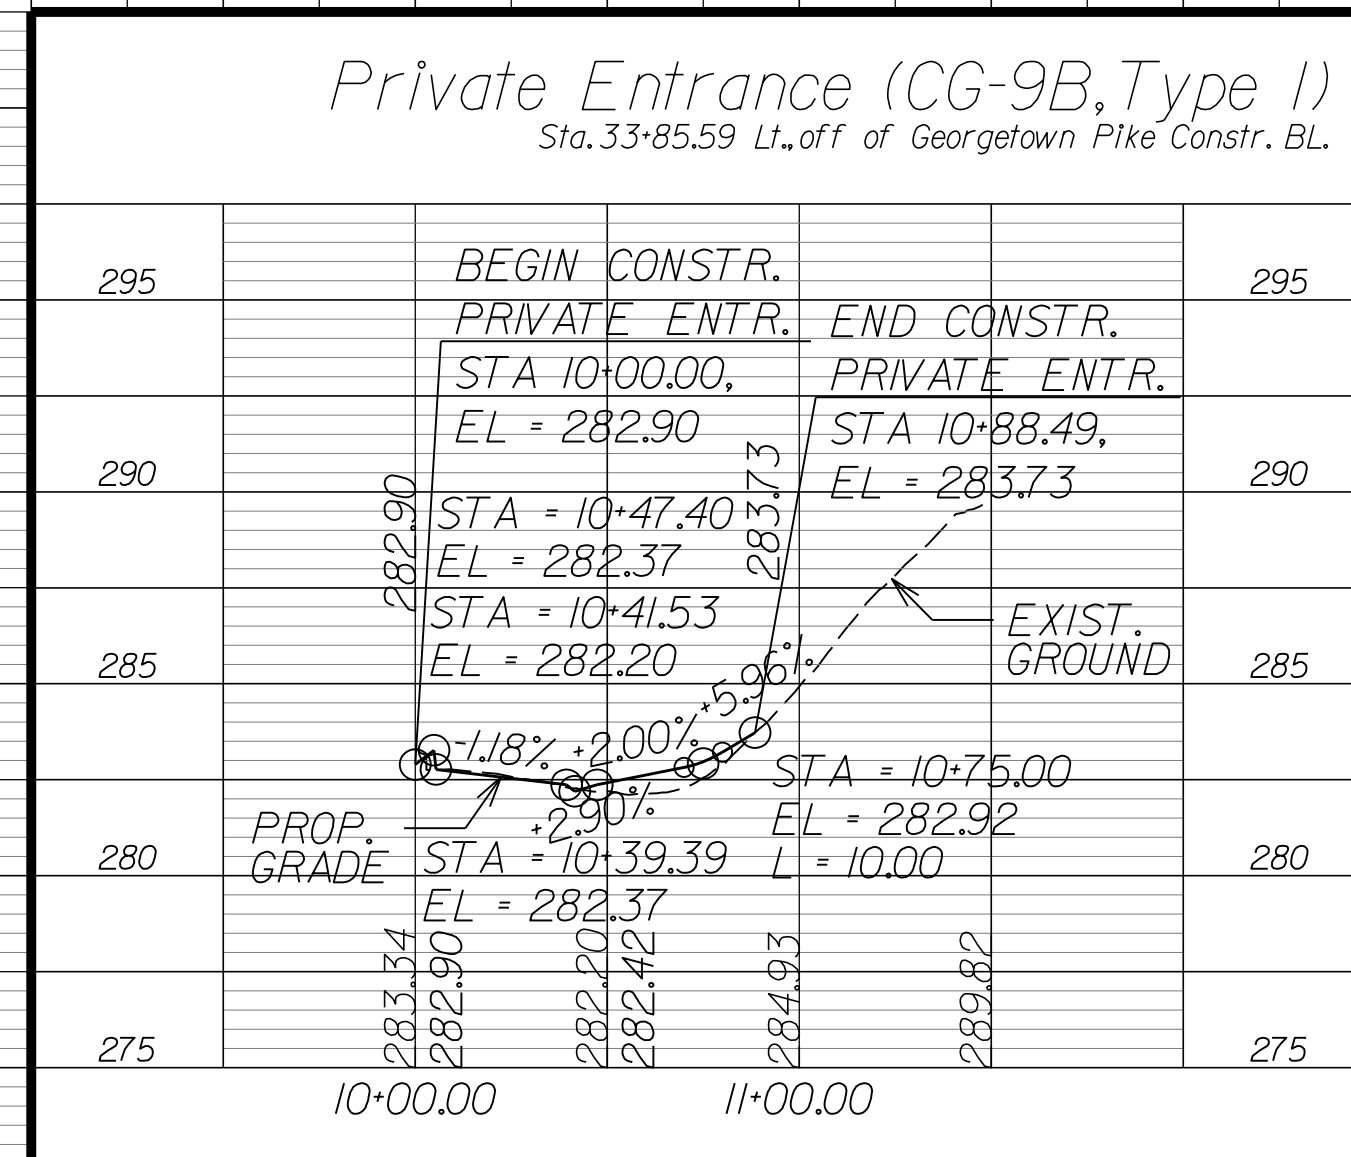 Private Entrance (CG-9B, Type I)
Sta. 33+85.59 Lt., off of Georgetown Pike Constr. BL.
BEGIN CONSTR.
PRIVATE ENTR.
STA 10+00.00,
EL = 282.90
END CONSTR.
PRIVATE ENTR.
STA 10+88.49,
EL = 283.73
295
295
290
290
285
285
280
280
275
275
282.90
283.73
STA = 10+47.40
EL = 282.37
STA = 10+41.53
EL = 282.20
EXIST.
GROUND
-1.18%
+2.00%
+5.96%
+2.90%
STA = 10+75.00
EL = 282.92
L = 10.00
PROP.
GRADE
STA = 10+39.39
EL = 282.37
283.34
282.90
282.20
282.42
284.93
289.82
10+00.00
11+00.00